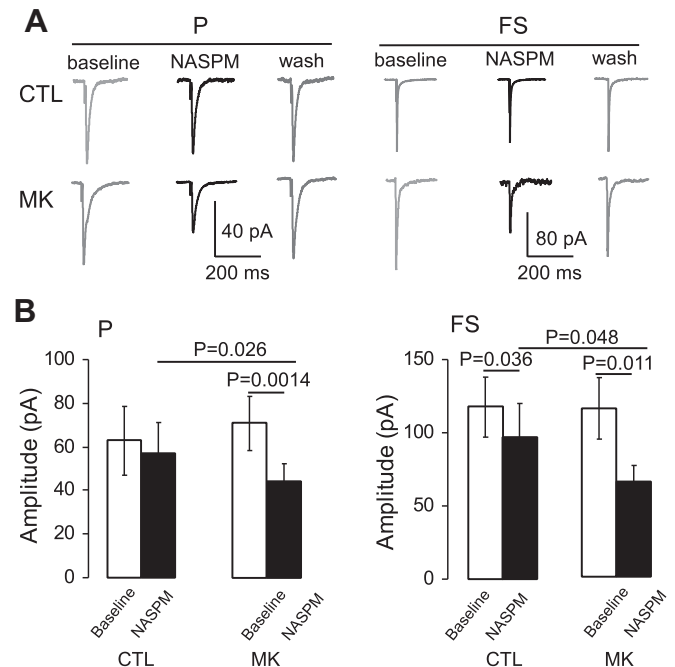 A
P
FS
baseline NASPM wash
baseline NASPM wash
CTL
MK
40 pA
200 ms
80 pA
200 ms
B
P
P=0.026
P=0.0014
100
80
60
40
20
0
Amplitude (pA)
Baseline
NASPM
Baseline
NASPM
CTL
MK
FS
P=0.048
P=0.036
P=0.011
150
100
50
0
Amplitude (pA)
Baseline
NASPM
Baseline
NASPM
CTL
MK